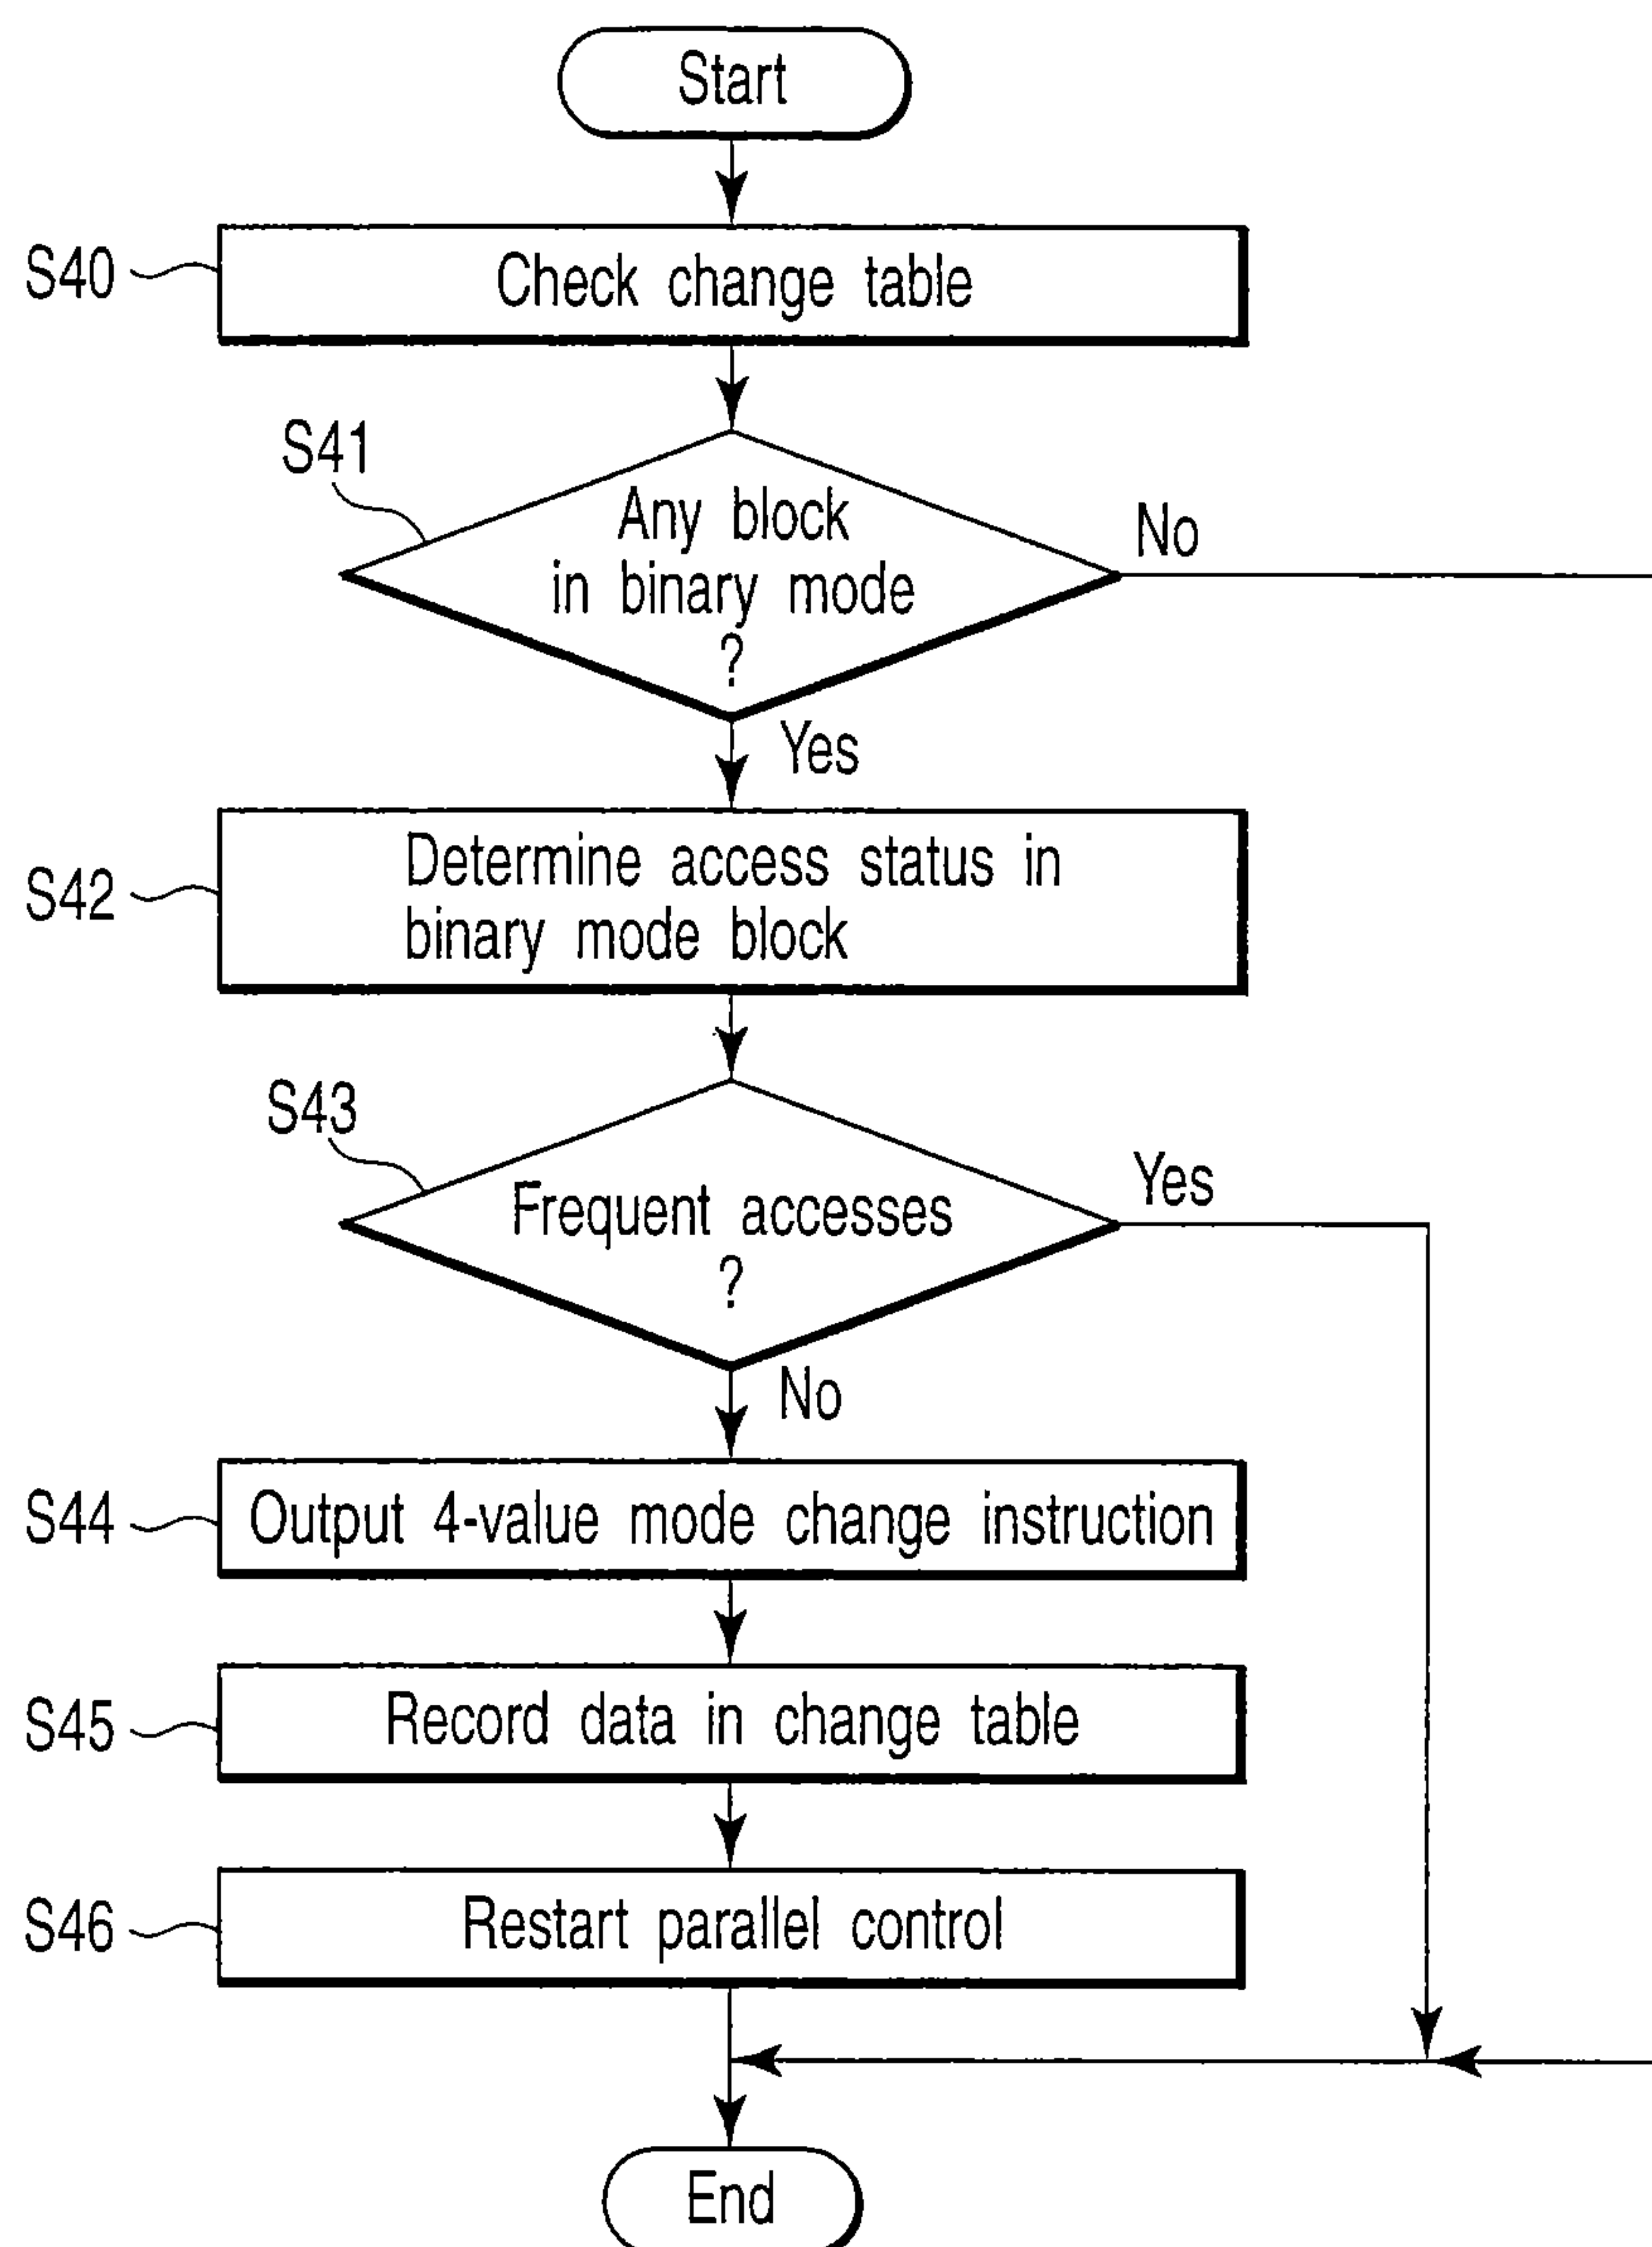 Start
S40
Check change table
S41
Any block
in binary mode
?
No
Yes
S42
Determine access status in
binary mode block
S43
Frequent accesses
?
Yes
No
S44
Output 4-value mode change instruction
S45
Record data in change table
S46
Restart parallel control
End